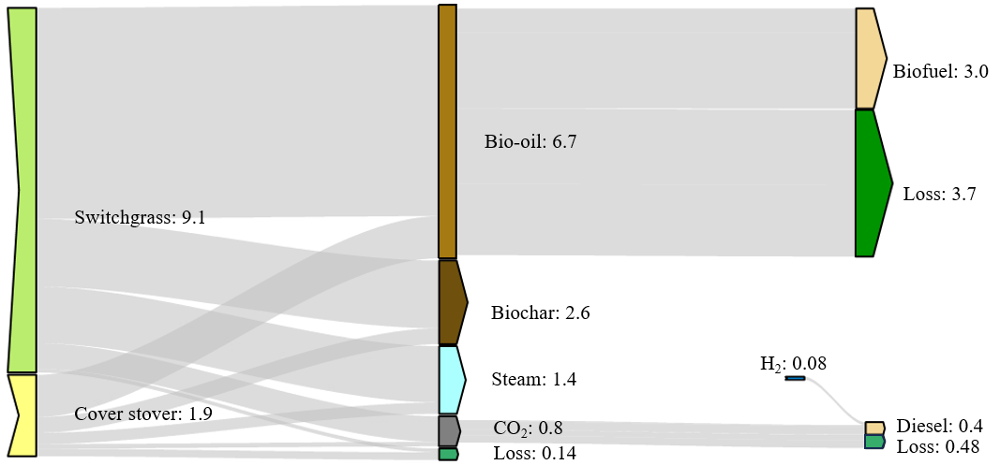 Biofuel: 3.0
Bio-oil: 6.7
Loss: 3.7
Switchgrass: 9.1
Biochar: 2.6
H₂: 0.08
Steam: 1.4
Cover stover: 1.9
CO₂: 0.8
Diesel: 0.4
Loss: 0.14
Loss: 0.48